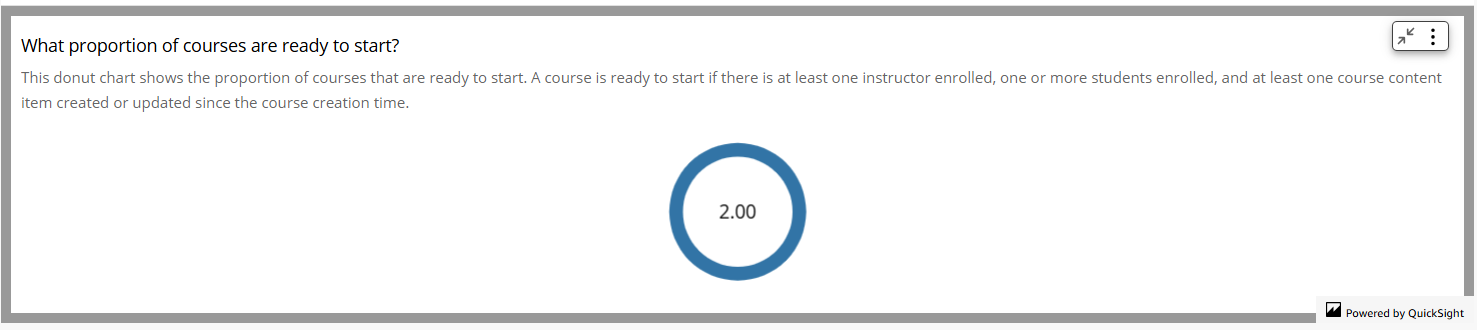 What proportion of courses are ready to start?
This donut chart shows the proportion of courses that are ready to start. A course is ready to start if there is at least one instructor enrolled, one or more students enrolled, and at least one course content
item created or updated since the course creation time.
2.00
Powered by QuickSight